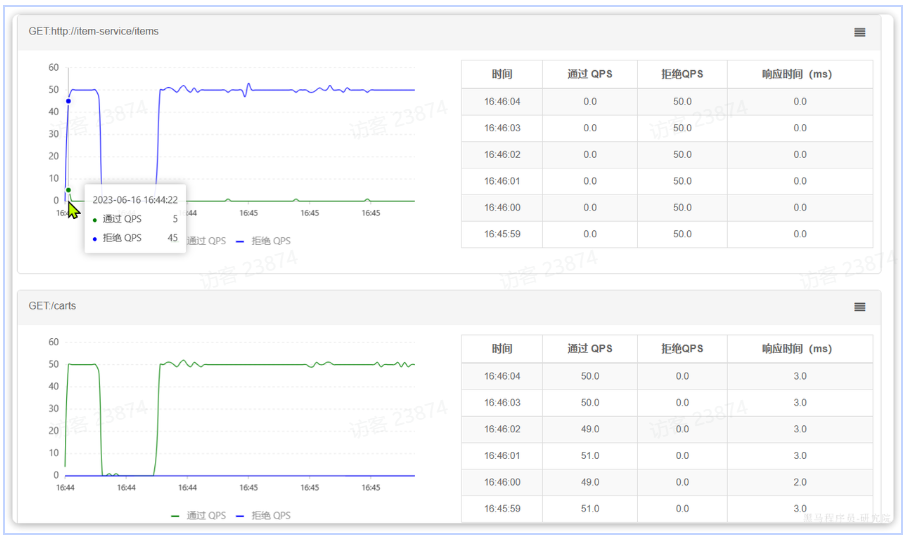 GET:http://item-service/items
60
50
40
30
20
10
0
16:44 16:45 16:45 16:45
2023-06-16 16:44:22
通过 QPS 5
拒绝 QPS 45
通过 QPS 拒绝 QPS
时间 通过 QPS 拒绝QPS 响应时间（ms）
16:46:04 0.0 50.0 0.0
16:46:03 0.0 50.0 0.0
16:46:02 0.0 50.0 0.0
16:46:01 0.0 50.0 0.0
16:46:00 0.0 50.0 0.0
16:45:59 0.0 50.0 0.0
GET:/carts
60
50
40
30
20
10
0
16:44 16:44 16:44 16:45 16:45 16:45
通过 QPS 拒绝 QPS
时间 通过 QPS 拒绝QPS 响应时间（ms）
16:46:04 50.0 0.0 3.0
16:46:03 50.0 0.0 3.0
16:46:02 49.0 0.0 3.0
16:46:01 51.0 0.0 3.0
16:46:00 49.0 0.0 2.0
16:45:59 51.0 0.0 3.0
访客 23874
访客 23874
访客 23874
访客 23874
访客 23874
访客 23874
访客 23874
访客 23874
访客 23874
黑马程序员-研究院